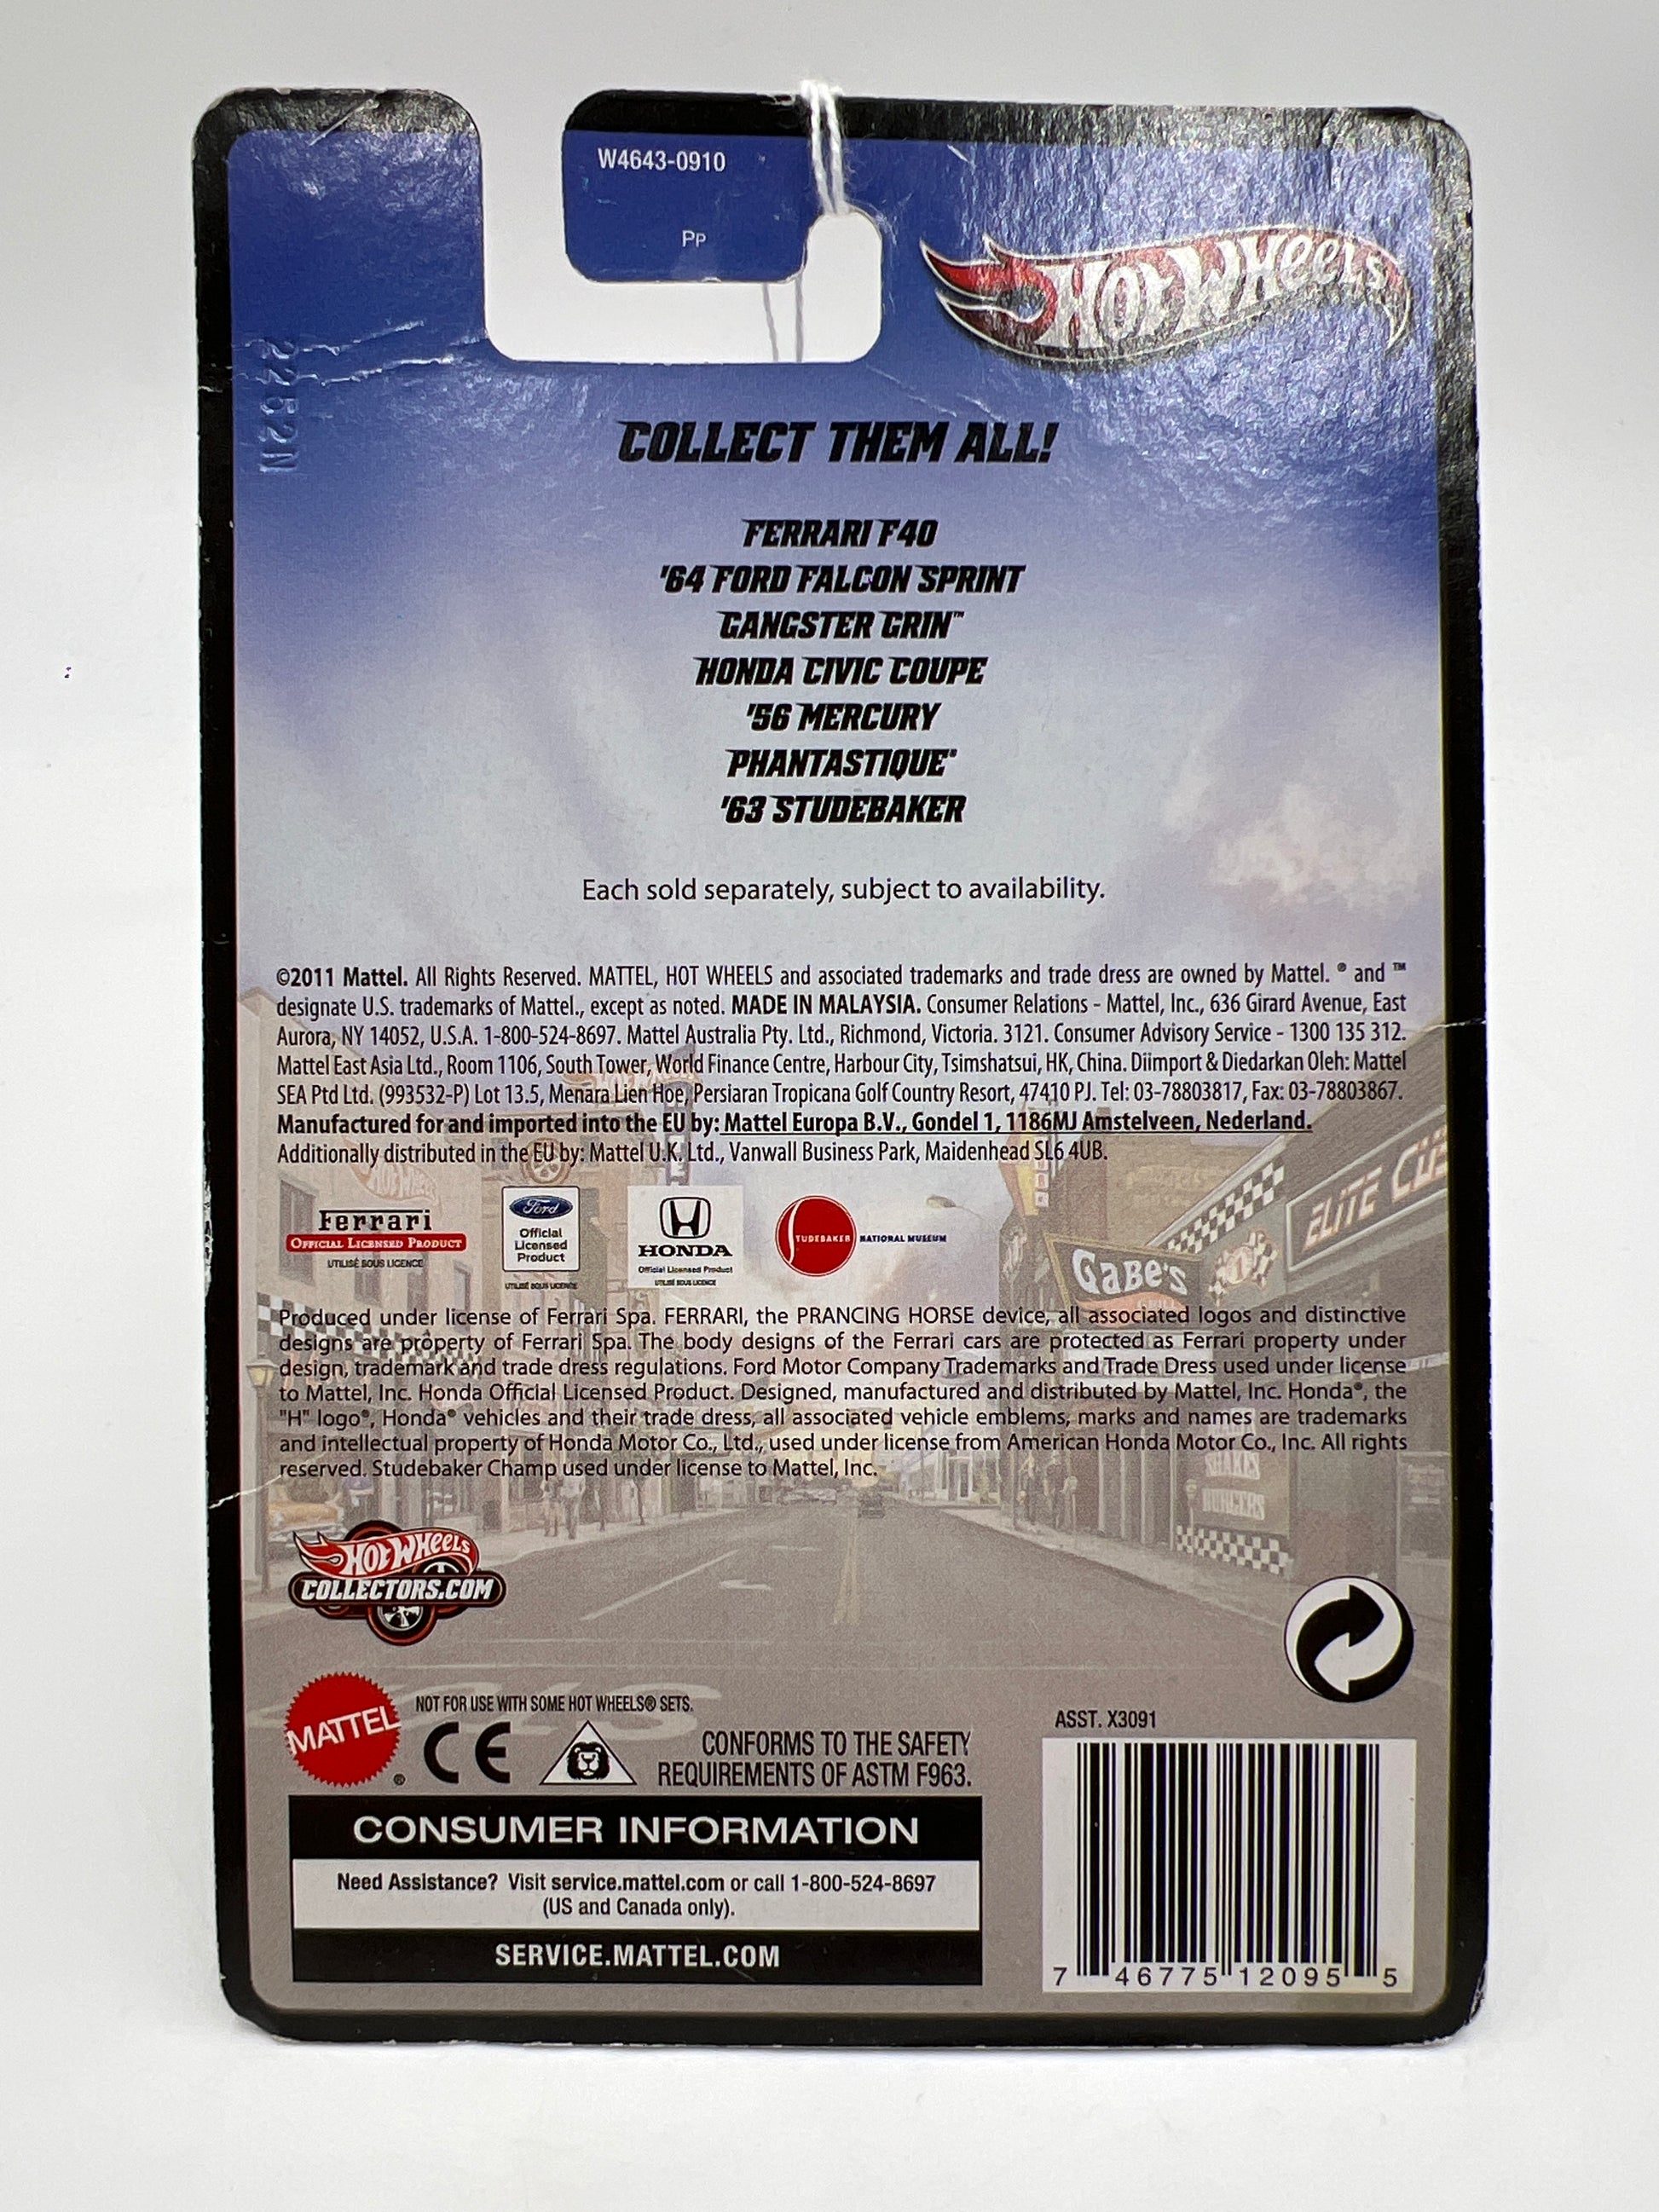 W4643-0910
PP
HOT WHEELS
2252N
COLLECT THEM ALL!
FERRARI F40
'64 FORD FALCON SPRINT
GANGSTER GRIN™
HONDA CIVIC COUPE
'56 MERCURY
PHANTASTIQUE®
'63 STUDEBAKER
Each sold separately, subject to availability.
©2011 Mattel. All Rights Reserved. MATTEL, HOT WHEELS and associated trademarks and trade dress are owned by Mattel. ® and ™
designate U.S. trademarks of Mattel., except as noted. MADE IN MALAYSIA. Consumer Relations - Mattel, Inc., 636 Girard Avenue, East
Aurora, NY 14052, U.S.A. 1-800-524-8697. Mattel Australia Pty. Ltd., Richmond, Victoria. 3121. Consumer Advisory Service - 1300 135 312.
Mattel East Asia Ltd., Room 1106, South Tower, World Finance Centre, Harbour City, Tsimshatsui, HK, China. Diimport & Diedarkan Oleh: Mattel
SEA Ptd Ltd. (993532-P) Lot 13.5, Menara Lien Hoe, Persiaran Tropicana Golf Country Resort, 47410 PJ. Tel: 03-78803817, Fax: 03-78803867.
Manufactured for and imported into the EU by: Mattel Europa B.V., Gondel 1, 1186MJ Amstelveen, Nederland.
Additionally distributed in the EU by: Mattel U.K. Ltd., Vanwall Business Park, Maidenhead SL6 4UB.
HOT WHEELS
ELITE
GABE'S
Ferrari
OFFICIAL LICENSED PRODUCT
UTILISÉ SOUS LICENCE
Ford
Official
Licensed
Product
UTILISÉ SOUS LICENCE
HONDA
Official Licensed Product
UTILISÉ SOUS LICENCE
STUDEBAKER NATIONAL MUSEUM
Produced under license of Ferrari Spa. FERRARI, the PRANCING HORSE device, all associated logos and distinctive
designs are property of Ferrari Spa. The body designs of the Ferrari cars are protected as Ferrari property under
design, trademark and trade dress regulations. Ford Motor Company Trademarks and Trade Dress used under license
to Mattel, Inc. Honda Official Licensed Product. Designed, manufactured and distributed by Mattel, Inc. Honda®, the
"H" logo®, Honda® vehicles and their trade dress, all associated vehicle emblems, marks and names are trademarks
and intellectual property of Honda Motor Co., Ltd., used under license from American Honda Motor Co., Inc. All rights
reserved. Studebaker Champ used under license to Mattel, Inc.
HOT WHEELS
COLLECTORS.COM
MATTEL ®
NOT FOR USE WITH SOME HOT WHEELS® SETS.
CE
CONFORMS TO THE SAFETY
REQUIREMENTS OF ASTM F963.
CONSUMER INFORMATION
Need Assistance? Visit service.mattel.com or call 1-800-524-8697
(US and Canada only).
SERVICE.MATTEL.COM
ASST. X3091
7 46775 12095 5